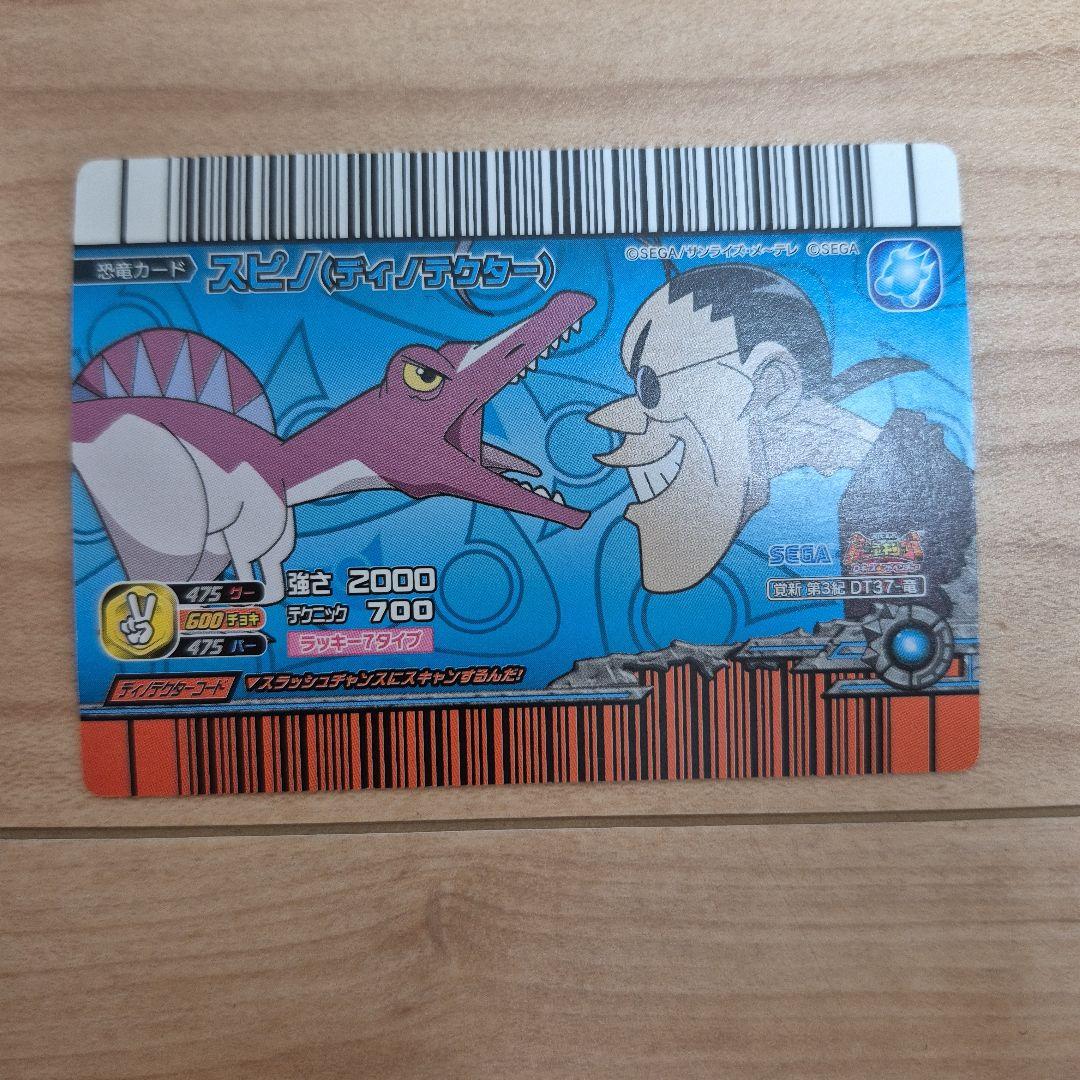 恐竜カード
スピノ(ディノテクター)
©SEGA/サンライズ・メ〜テレ ©SEGA
475 グー
600 チョキ
475 パー
強さ 2000
テクニック 700
ラッキー7タイプ
SEGA
覚新 第3紀 DT37-竜
ディノテクターコード
▼スラッシュチャンスにスキャンするんだ!